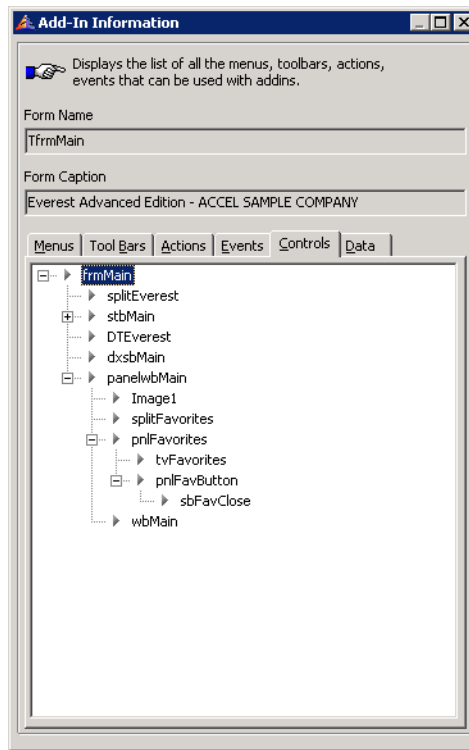 Add-In Information
Displays the list of all the menus, toolbars, actions,
events that can be used with addins.
Form Name
TfrmMain
Form Caption
Everest Advanced Edition - ACCEL SAMPLE COMPANY
Menus Tool Bars Actions Events Controls Data
frmMain
splitEverest
stbMain
DTEverest
dxsbMain
panelwbMain
Image1
splitFavorites
pnlFavorites
tvFavorites
pnlFavButton
sbFavClose
wbMain